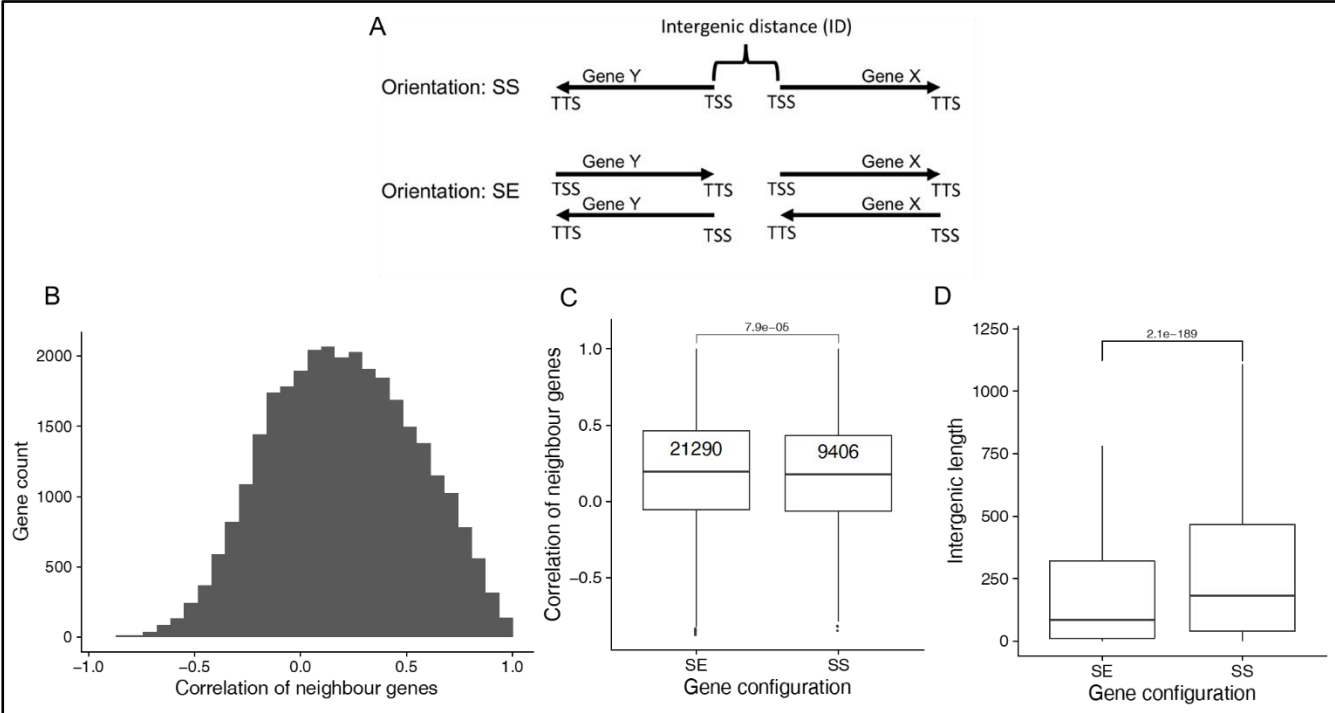 A
Intergenic distance (ID)
Orientation: SS
Gene Y
Gene X
TTS
TSS
TSS
TTS
Orientation: SE
Gene Y
Gene X
TSS
TTS
TSS
TTS
Gene Y
Gene X
TTS
TSS
TTS
TSS
B
Gene count
2000
1500
1000
500
0
-1.0
-0.5
0.0
0.5
1.0
Correlation of neighbour genes
C
7.9e-05
Correlation of neighbour genes
1.0
0.5
0.0
-0.5
21290
9406
SE
SS
Gene configuration
D
2.1e-189
Intergenic length
1250
1000
750
500
250
0
SE
SS
Gene configuration